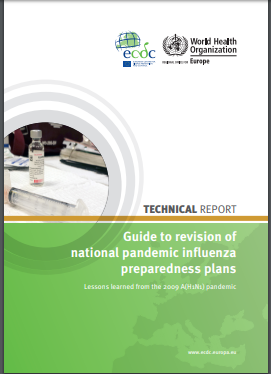 ecdc
World Health
Organization
Europe
TECHNICAL REPORT
Guide to revision of
national pandemic influenza
preparedness plans
Lessons learned from the 2009 A(H1N1) pandemic
www.ecdc.europa.eu